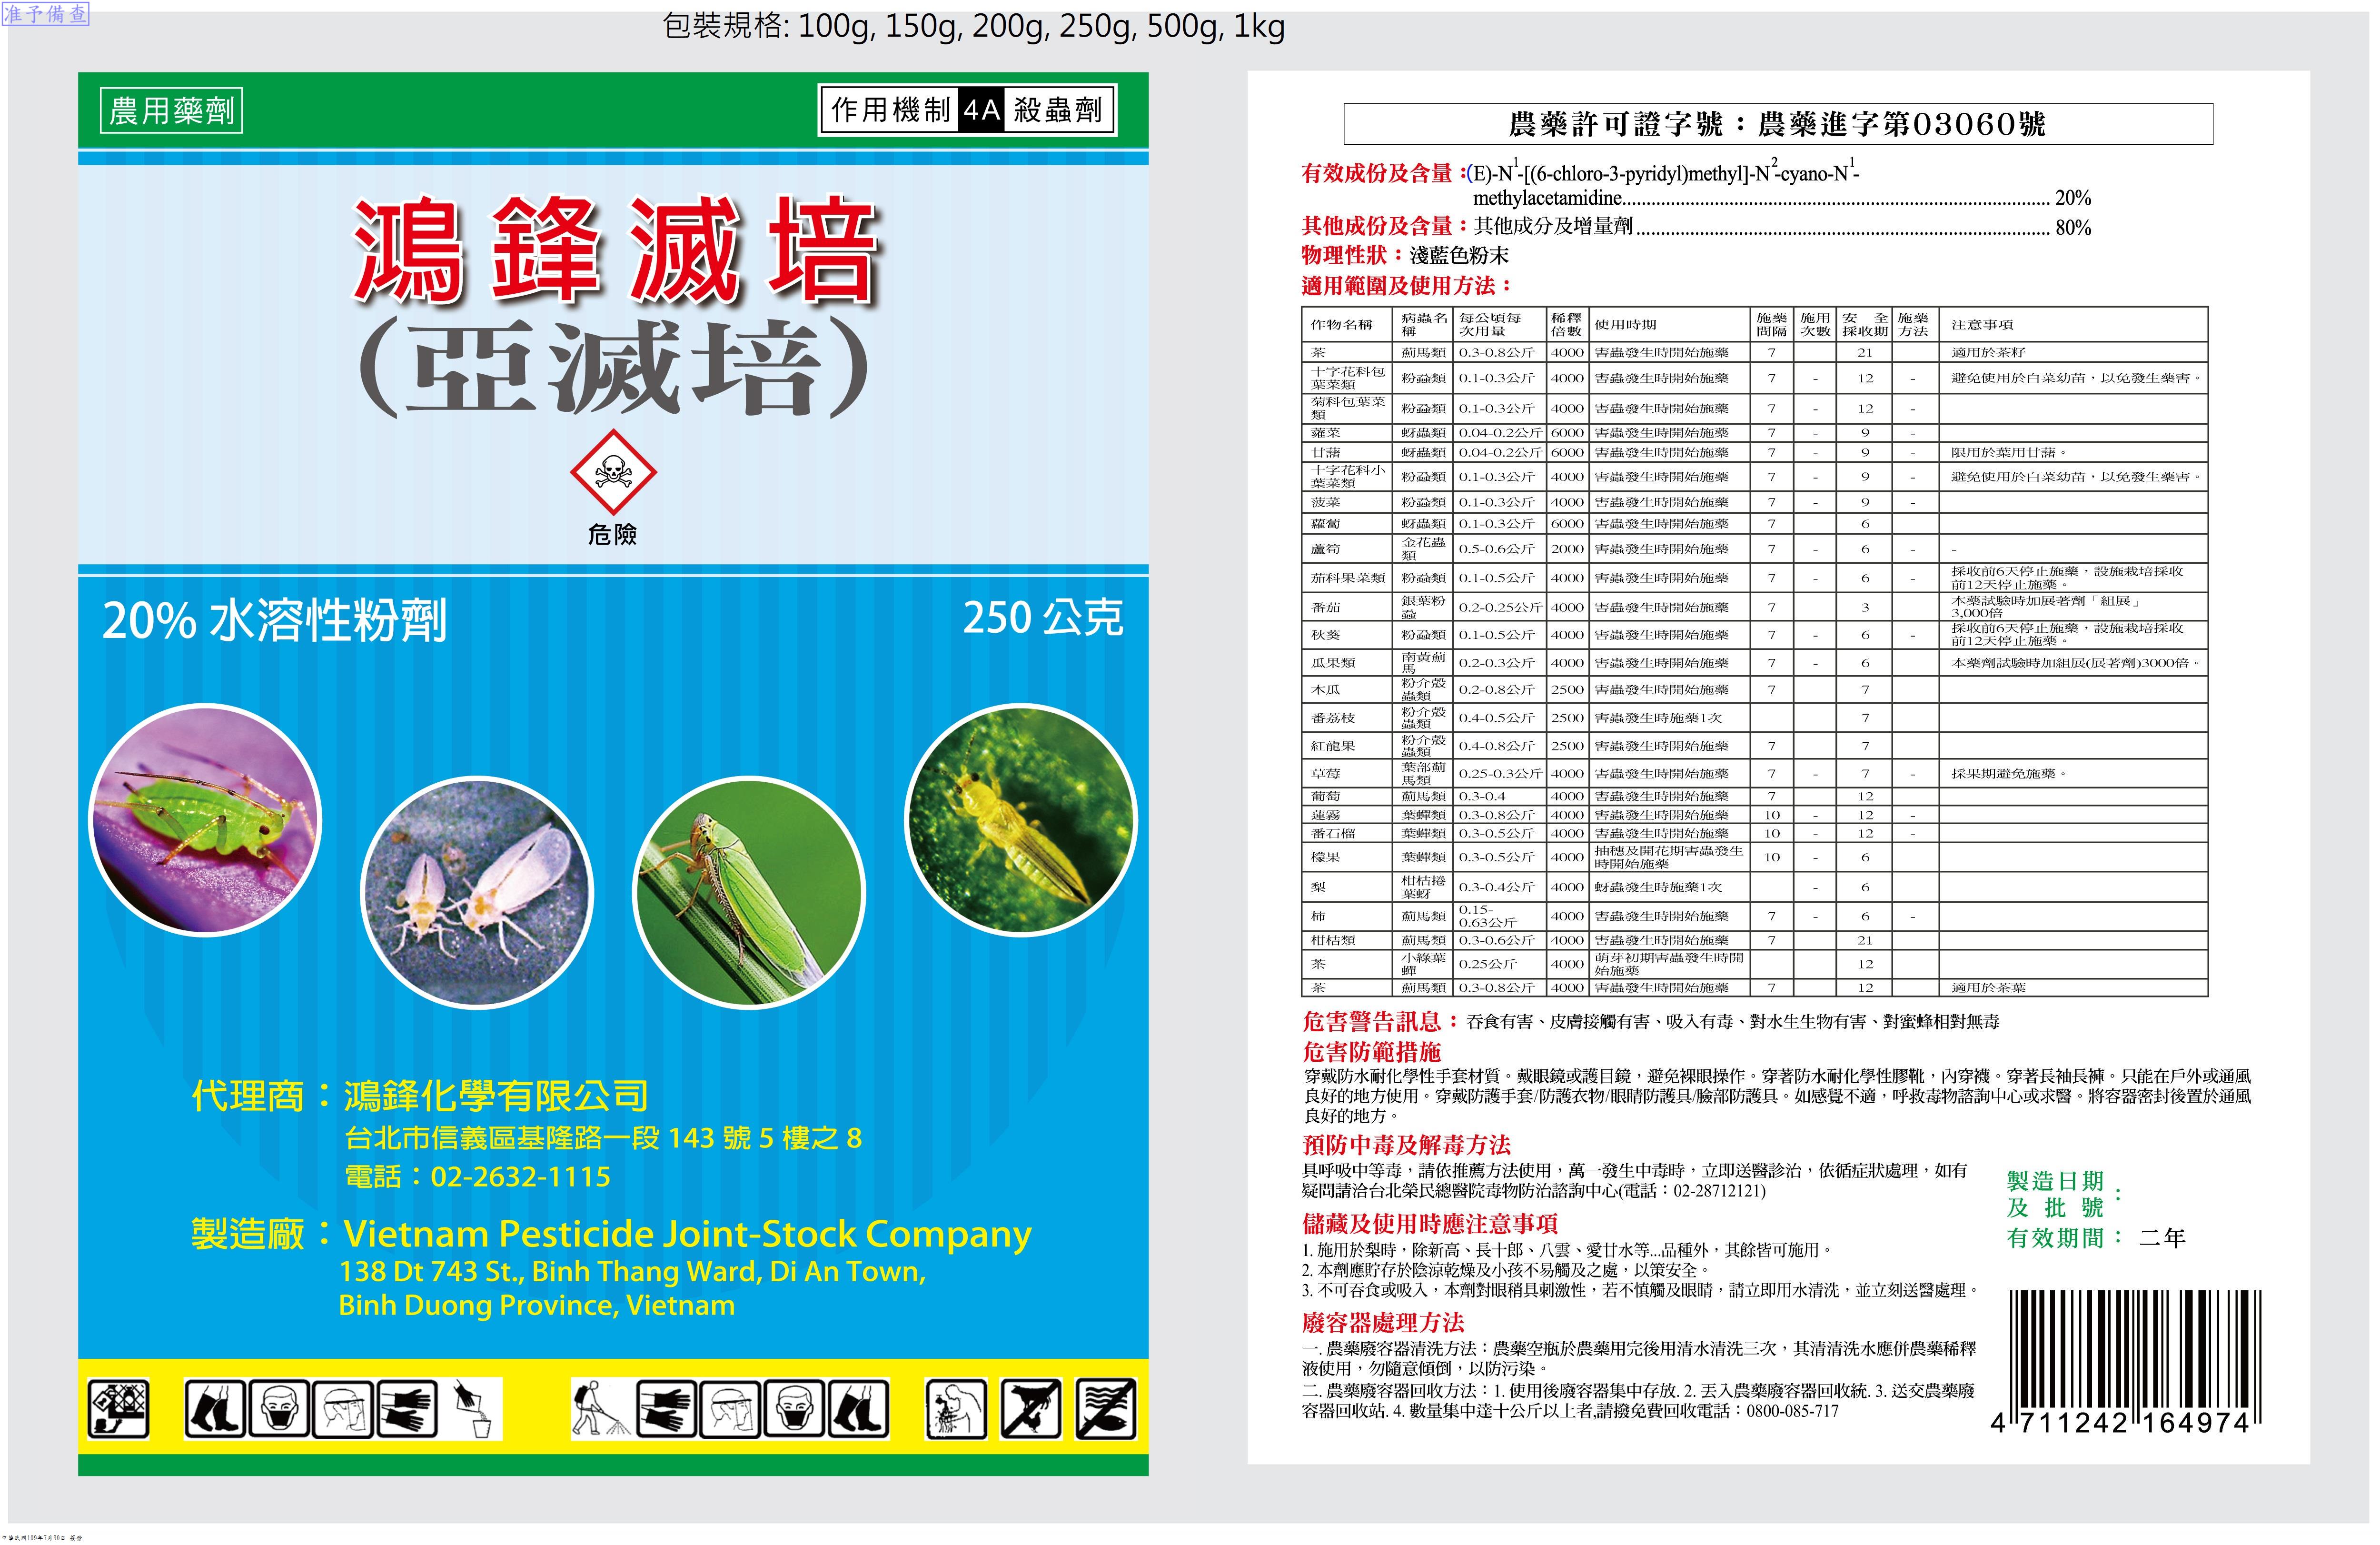 准予備查
包裝規格: 100g, 150g, 200g, 250g, 500g, 1kg
農用藥劑
作用機制 4A 殺蟲劑
鴻鋒滅培
(亞滅培)
危險
20% 水溶性粉劑
250 公克
代理商：鴻鋒化學有限公司
台北市信義區基隆路一段 143 號 5 樓之 8
電話：02-2632-1115
製造廠：Vietnam Pesticide Joint-Stock Company
138 Dt 743 St., Binh Thang Ward, Di An Town,
Binh Duong Province, Vietnam
農藥許可證字號：農藥進字第03060號
有效成份及含量：(E)-N1-[(6-chloro-3-pyridyl)methyl]-N2-cyano-N1-
methylacetamidine 20%
其他成份及含量：其他成分及增量劑 80%
物理性狀：淺藍色粉末
適用範圍及使用方法：
作物名稱 病蟲名稱 每公頃每次用量 稀釋倍數 使用時期 施藥間隔 施用次數 安全採收期 施藥方法 注意事項
茶 薊馬類 0.3-0.8公斤 4000 害蟲發生時開始施藥 7 21 適用於茶籽
十字花科包葉菜類 粉蝨類 0.1-0.3公斤 4000 害蟲發生時開始施藥 7 - 12 - 避免使用於白菜幼苗，以免發生藥害。
菊科包葉菜類 粉蝨類 0.1-0.3公斤 4000 害蟲發生時開始施藥 7 - 12 -
蕹菜 蚜蟲類 0.04-0.2公斤 6000 害蟲發生時開始施藥 7 - 9 -
甘藷 蚜蟲類 0.04-0.2公斤 6000 害蟲發生時開始施藥 7 - 9 - 限用於葉用甘藷。
十字花科小葉菜類 粉蝨類 0.1-0.3公斤 4000 害蟲發生時開始施藥 7 - 9 - 避免使用於白菜幼苗，以免發生藥害。
菠菜 粉蝨類 0.1-0.3公斤 4000 害蟲發生時開始施藥 7 - 9 -
蘿蔔 蚜蟲類 0.1-0.3公斤 6000 害蟲發生時開始施藥 7 6
蘆筍 金花蟲類 0.5-0.6公斤 2000 害蟲發生時開始施藥 7 - 6 - -
茄科果菜類 粉蝨類 0.1-0.5公斤 4000 害蟲發生時開始施藥 7 - 6 - 採收前6天停止施藥，設施栽培採收前12天停止施藥。
番茄 銀葉粉蝨 0.2-0.25公斤 4000 害蟲發生時開始施藥 7 3 本藥試驗時加展著劑「組展」3,000倍
秋葵 粉蝨類 0.1-0.5公斤 4000 害蟲發生時開始施藥 7 - 6 - 採收前6天停止施藥，設施栽培採收前12天停止施藥。
瓜果類 南黃薊馬 0.2-0.3公斤 4000 害蟲發生時開始施藥 7 - 6 本藥劑試驗時加組展(展著劑)3000倍。
木瓜 粉介殼蟲類 0.2-0.8公斤 2500 害蟲發生時開始施藥 7 7
番荔枝 粉介殼蟲類 0.4-0.5公斤 2500 害蟲發生時施藥1次 7
紅龍果 粉介殼蟲類 0.4-0.8公斤 2500 害蟲發生時開始施藥 7 7
草莓 葉部薊馬類 0.25-0.3公斤 4000 害蟲發生時開始施藥 7 - 7 - 採果期避免施藥。
葡萄 薊馬類 0.3-0.4 4000 害蟲發生時開始施藥 7 12
蓮霧 葉蟬類 0.3-0.8公斤 4000 害蟲發生時開始施藥 10 - 12 -
番石榴 葉蟬類 0.3-0.5公斤 4000 害蟲發生時開始施藥 10 - 12 -
檬果 葉蟬類 0.3-0.5公斤 4000 抽穗及開花期害蟲發生時開始施藥 10 - 6
梨 柑桔捲葉蚜 0.3-0.4公斤 4000 蚜蟲發生時施藥1次 - 6
柿 薊馬類 0.15-0.63公斤 4000 害蟲發生時開始施藥 7 - 6 -
柑桔類 薊馬類 0.3-0.6公斤 4000 害蟲發生時開始施藥 7 21
茶 小綠葉蟬 0.25公斤 4000 萌芽初期害蟲發生時開始施藥 12
茶 薊馬類 0.3-0.8公斤 4000 害蟲發生時開始施藥 7 12 適用於茶葉
危害警告訊息：吞食有害、皮膚接觸有害、吸入有毒、對水生生物有害、對蜜蜂相對無毒
危害防範措施
穿戴防水耐化學性手套材質。戴眼鏡或護目鏡，避免裸眼操作。穿著防水耐化學性膠靴，內穿襪。穿著長袖長褲。只能在戶外或通風
良好的地方使用。穿戴防護手套/防護衣物/眼睛防護具/臉部防護具。如感覺不適，呼救毒物諮詢中心或求醫。將容器密封後置於通風
良好的地方。
預防中毒及解毒方法
具呼吸中等毒，請依推薦方法使用，萬一發生中毒時，立即送醫診治，依循症狀處理，如有
疑問請洽台北榮民總醫院毒物防治諮詢中心(電話：02-28712121)
儲藏及使用時應注意事項
1. 施用於梨時，除新高、長十郎、八雲、愛甘水等...品種外，其餘皆可施用。
2. 本劑應貯存於陰涼乾燥及小孩不易觸及之處，以策安全。
3. 不可吞食或吸入，本劑對眼稍具刺激性，若不慎觸及眼睛，請立即用水清洗，並立刻送醫處理。
廢容器處理方法
一. 農藥廢容器清洗方法：農藥空瓶於農藥用完後用清水清洗三次，其清清洗水應併農藥稀釋
液使用，勿隨意傾倒，以防污染。
二. 農藥廢容器回收方法：1. 使用後廢容器集中存放. 2. 丟入農藥廢容器回收統. 3. 送交農藥廢
容器回收站. 4. 數量集中達十公斤以上者,請撥免費回收電話：0800-085-717
製造日期
及批號：
有效期間：二年
4 711242 164974
中華民國109年7月30日 簽發